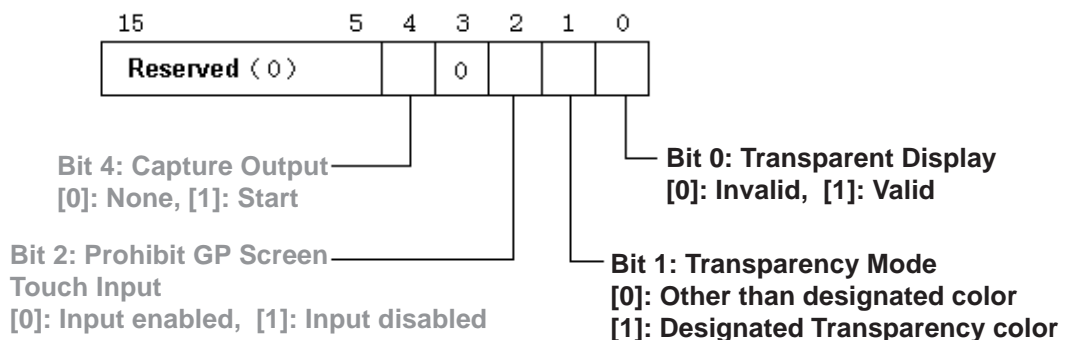 15 5 4 3 2 1 0
Reserved (0) 0
Bit 4: Capture Output
[0]: None, [1]: Start
Bit 0: Transparent Display
[0]: Invalid, [1]: Valid
Bit 2: Prohibit GP Screen
Touch Input
[0]: Input enabled, [1]: Input disabled
Bit 1: Transparency Mode
[0]: Other than designated color
[1]: Designated Transparency color